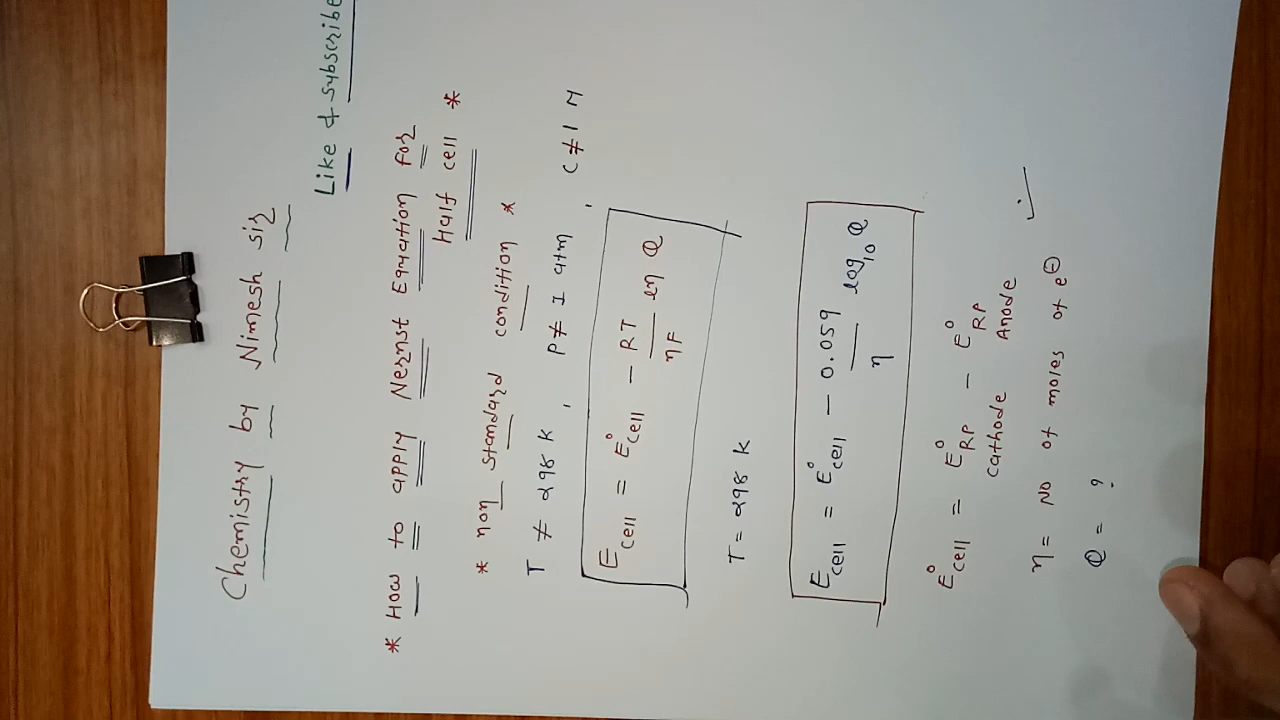 Chemistry by Nimesh sir
Like & subscribe
* How to apply Nernst Equation for
Half cell *
* non standard condition *
T ≠ 298 K , P ≠ 1 atm , C ≠ 1 M
E cell = E° cell − RT/nF ln Q
T = 298 K
E cell = E° cell − 0.059/n log₁₀ Q
E° cell = E° RP cathode − E° RP Anode
n = No of moles of e⊖
Q = ?